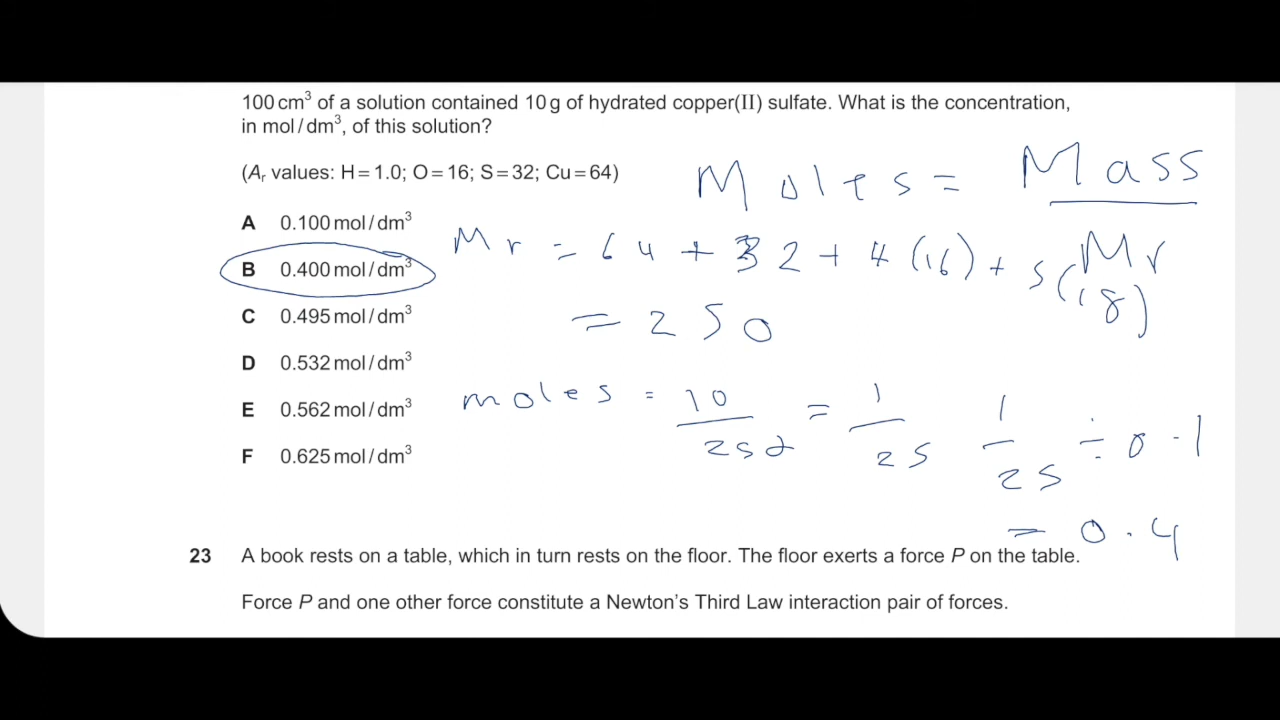 100 cm³ of a solution contained 10 g of hydrated copper(II) sulfate. What is the concentration,
in mol / dm³, of this solution?
(Aᵣ values: H = 1.0; O = 16; S = 32; Cu = 64)
Moles = Mass
Mr
A 0.100 mol / dm³
B 0.400 mol / dm³
C 0.495 mol / dm³
D 0.532 mol / dm³
E 0.562 mol / dm³
F 0.625 mol / dm³
Mr = 64 + 32 + 4(16) + 5(18)
= 250
moles = 10/250 = 1/25
1/25 ÷ 0.1
= 0.4
23 A book rests on a table, which in turn rests on the floor. The floor exerts a force P on the table.
Force P and one other force constitute a Newton's Third Law interaction pair of forces.